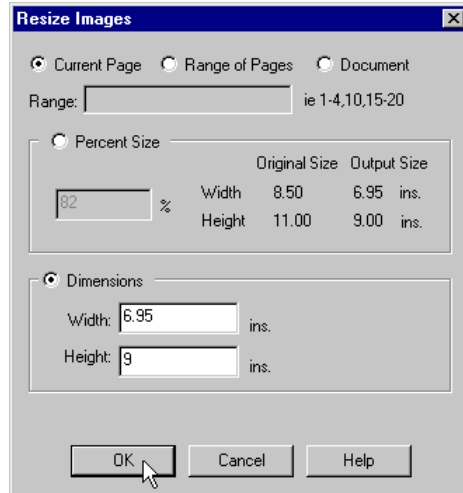 Resize Images
Current Page Range of Pages Document
Range: ie 1-4,10,15-20
Percent Size
Original Size Output Size
82 % Width 8.50 6.95 ins.
Height 11.00 9.00 ins.
Dimensions
Width: 6.95 ins.
Height: 9 ins.
OK Cancel Help